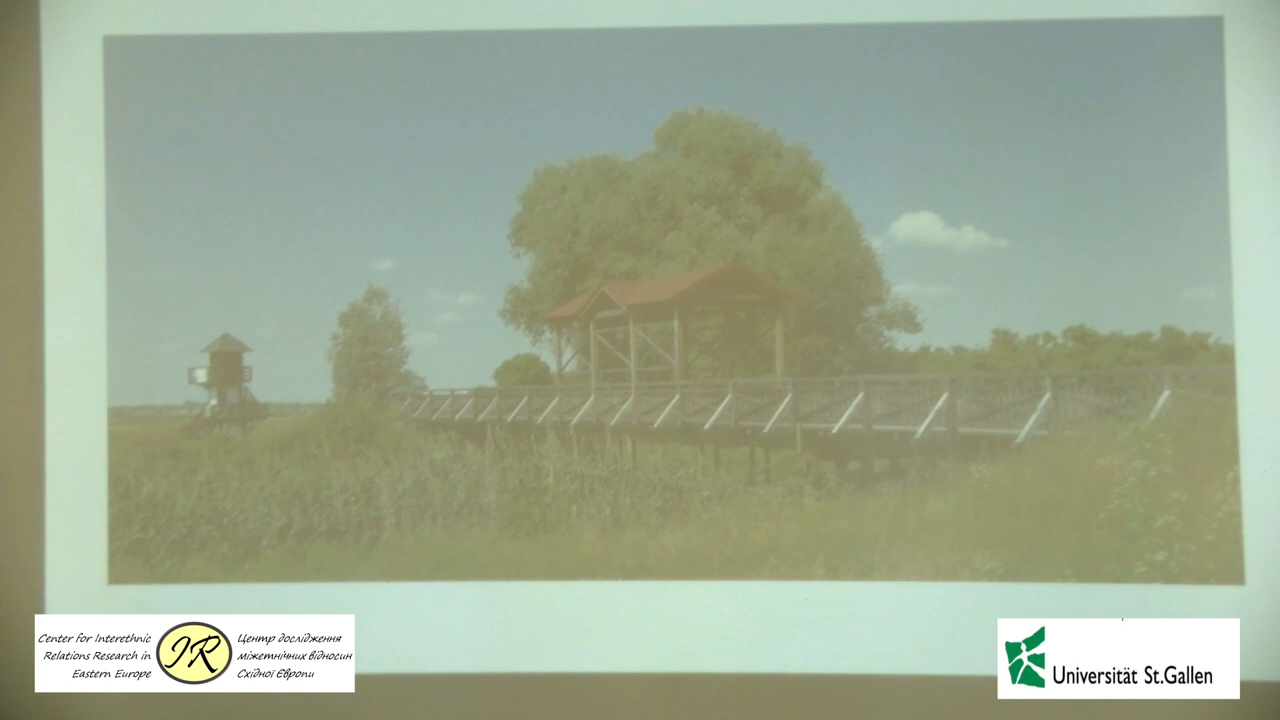 Center for Interethnic
Relations Research in
Eastern Europe
IR
Центр дослідження
міжетнічних відносин
Східної Європи
Universität St.Gallen